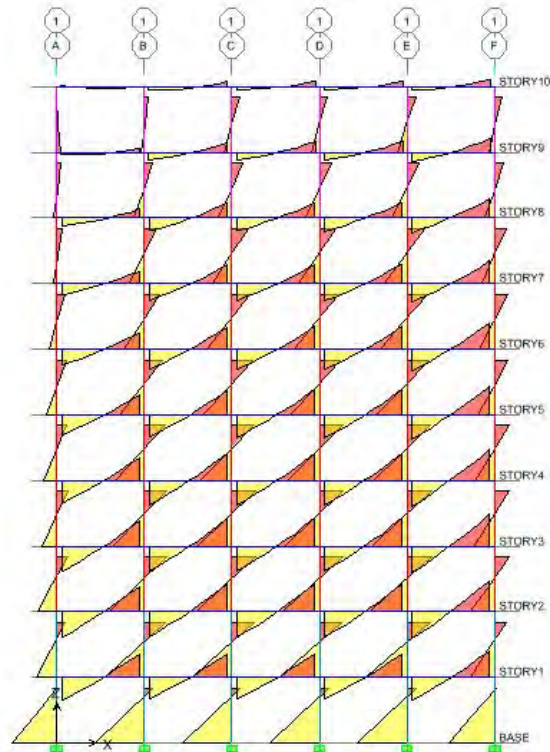 1 1 1 1 1 1
A B C D E F
STORY10
STORY9
STORY8
STORY7
STORY6
STORY5
STORY4
STORY3
STORY2
STORY1
Z
X
BASE